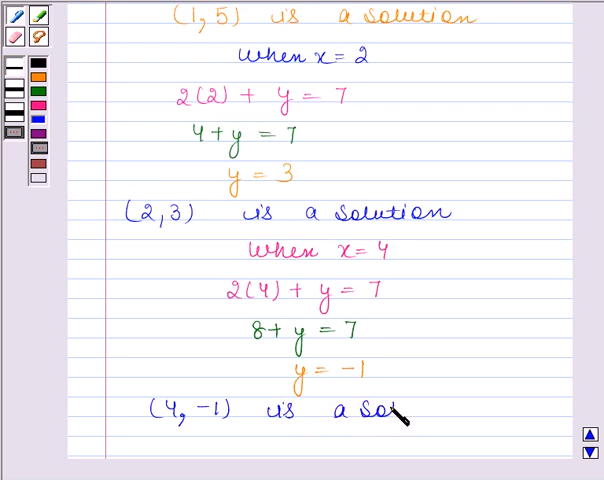 (1, 5) is a solution
when x = 2
2(2) + y = 7
4 + y = 7
y = 3
(2, 3) is a solution
when x = 4
2(4) + y = 7
8 + y = 7
y = -1
(4, -1) is a so